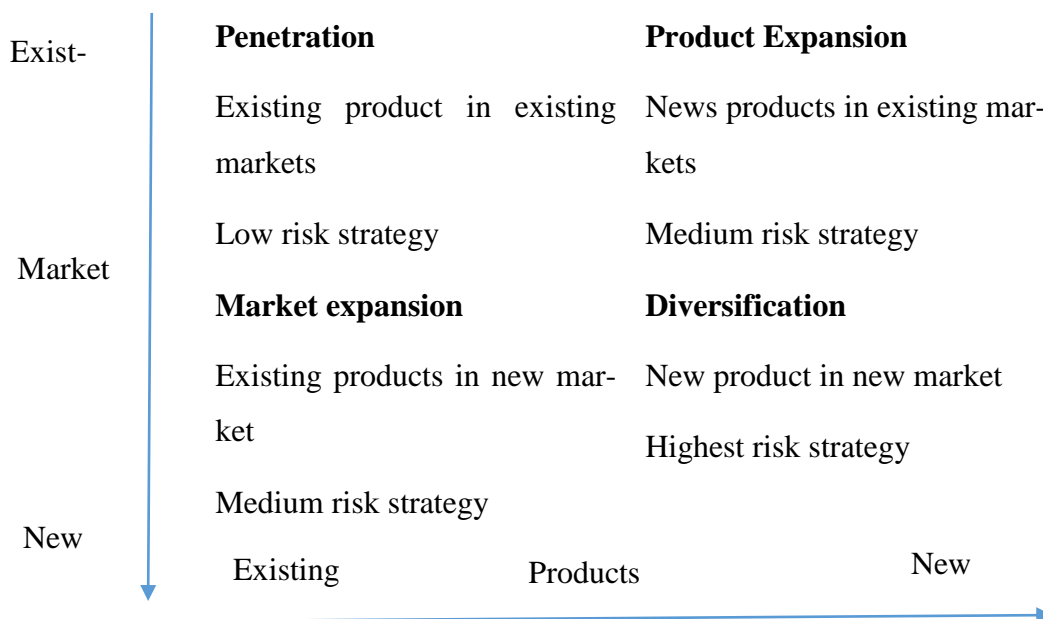 Exist-
Market
New
Penetration
Existing product in existing
markets
Low risk strategy
Product Expansion
News products in existing mar-
kets
Medium risk strategy
Market expansion
Existing products in new mar-
ket
Medium risk strategy
Diversification
New product in new market
Highest risk strategy
Existing
Products
New